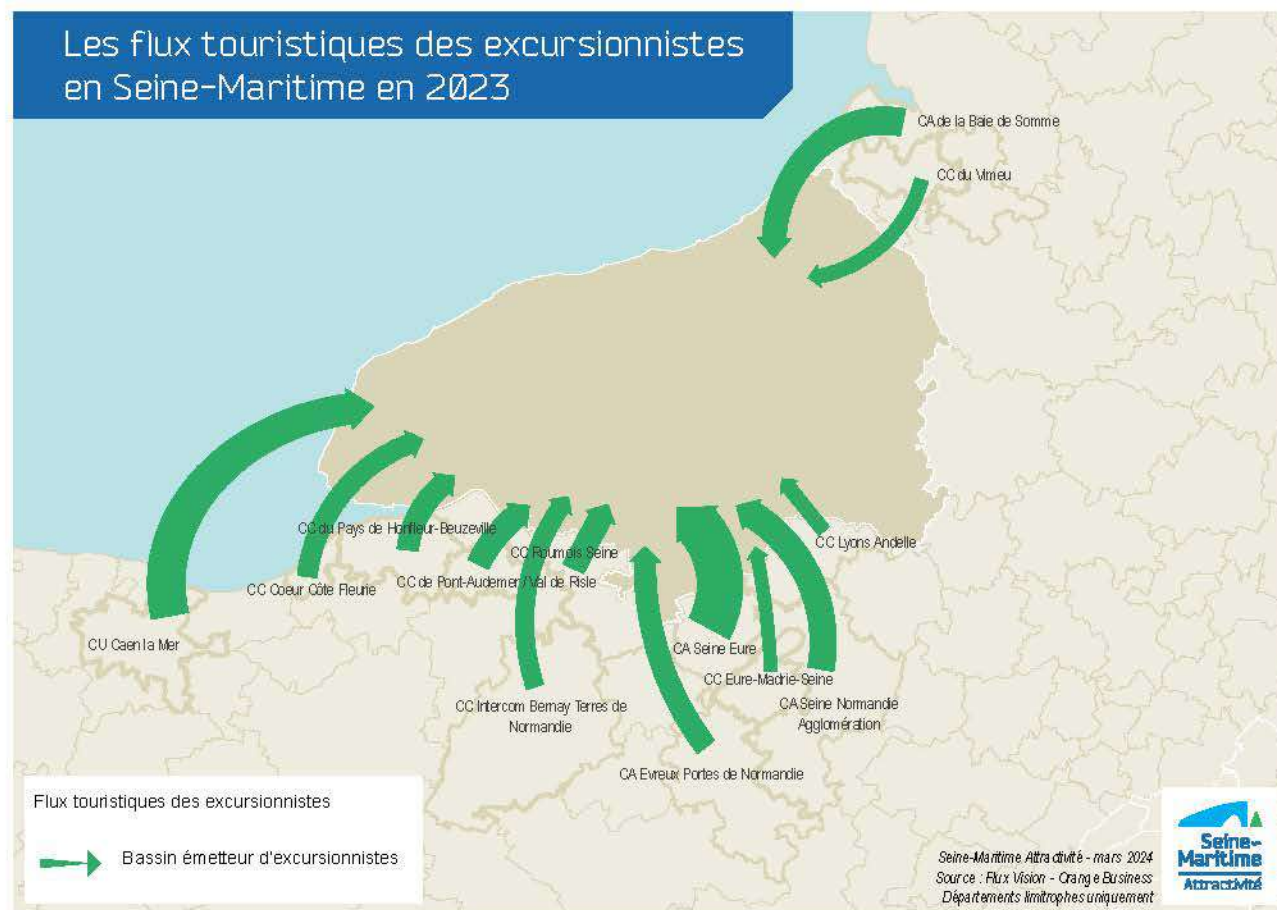 Les flux touristiques des excursionnistes
en Seine-Maritime en 2023
CA de la Baie de Somme
CC du Vimeu
CC du Pays de Honfleur-Beuzeville
CC Roumois Seine
CC Lyons Andelle
CC de Pont-Audemer / Val de Risle
CC Coeur Côte Fleurie
CU Caen la Mer
CA Seine Eure
CC Eure-Madrie-Seine
CC Intercom Bernay Terres de
Normandie
CA Seine Normandie
Agglomération
CA Evreux Portes de Normandie
Flux touristiques des excursionnistes
Bassin émetteur d'excursionnistes
Seine-Maritime Attractivité - mars 2024
Source : Flux Vision - Orange Business
Départements limitrophes uniquement
Seine-
Maritime
Attractivité